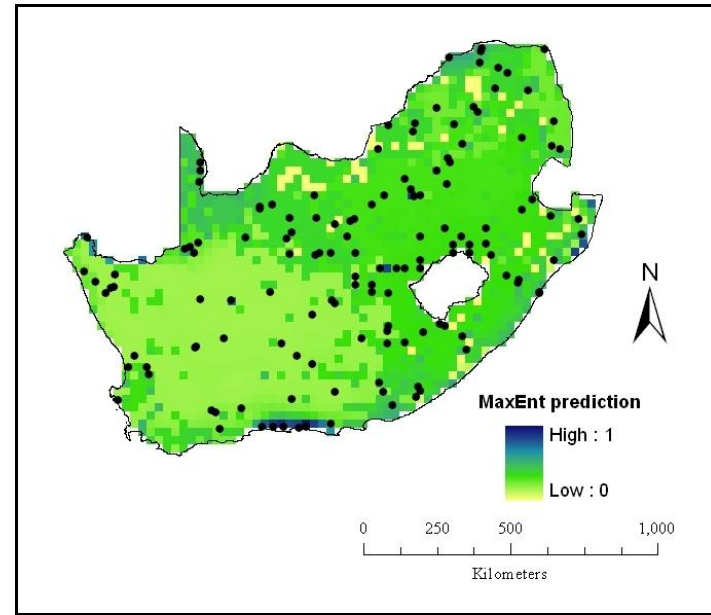 N
MaxEnt prediction
High : 1
Low : 0
0 250 500 1,000
Kilometers